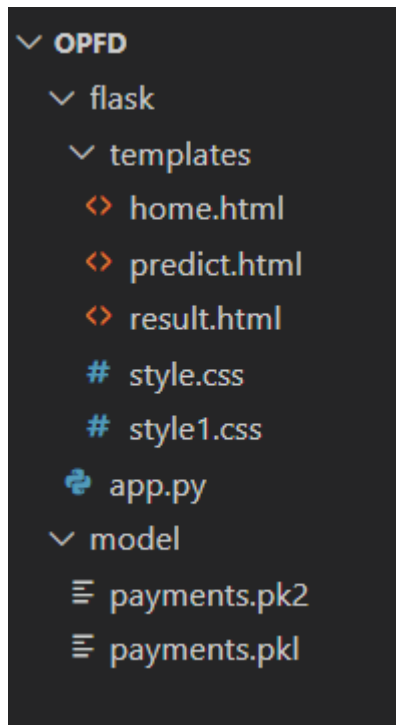 OPFD
flask
templates
<> home.html
<> predict.html
<> result.html
# style.css
# style1.css
app.py
model
payments.pk2
payments.pkl